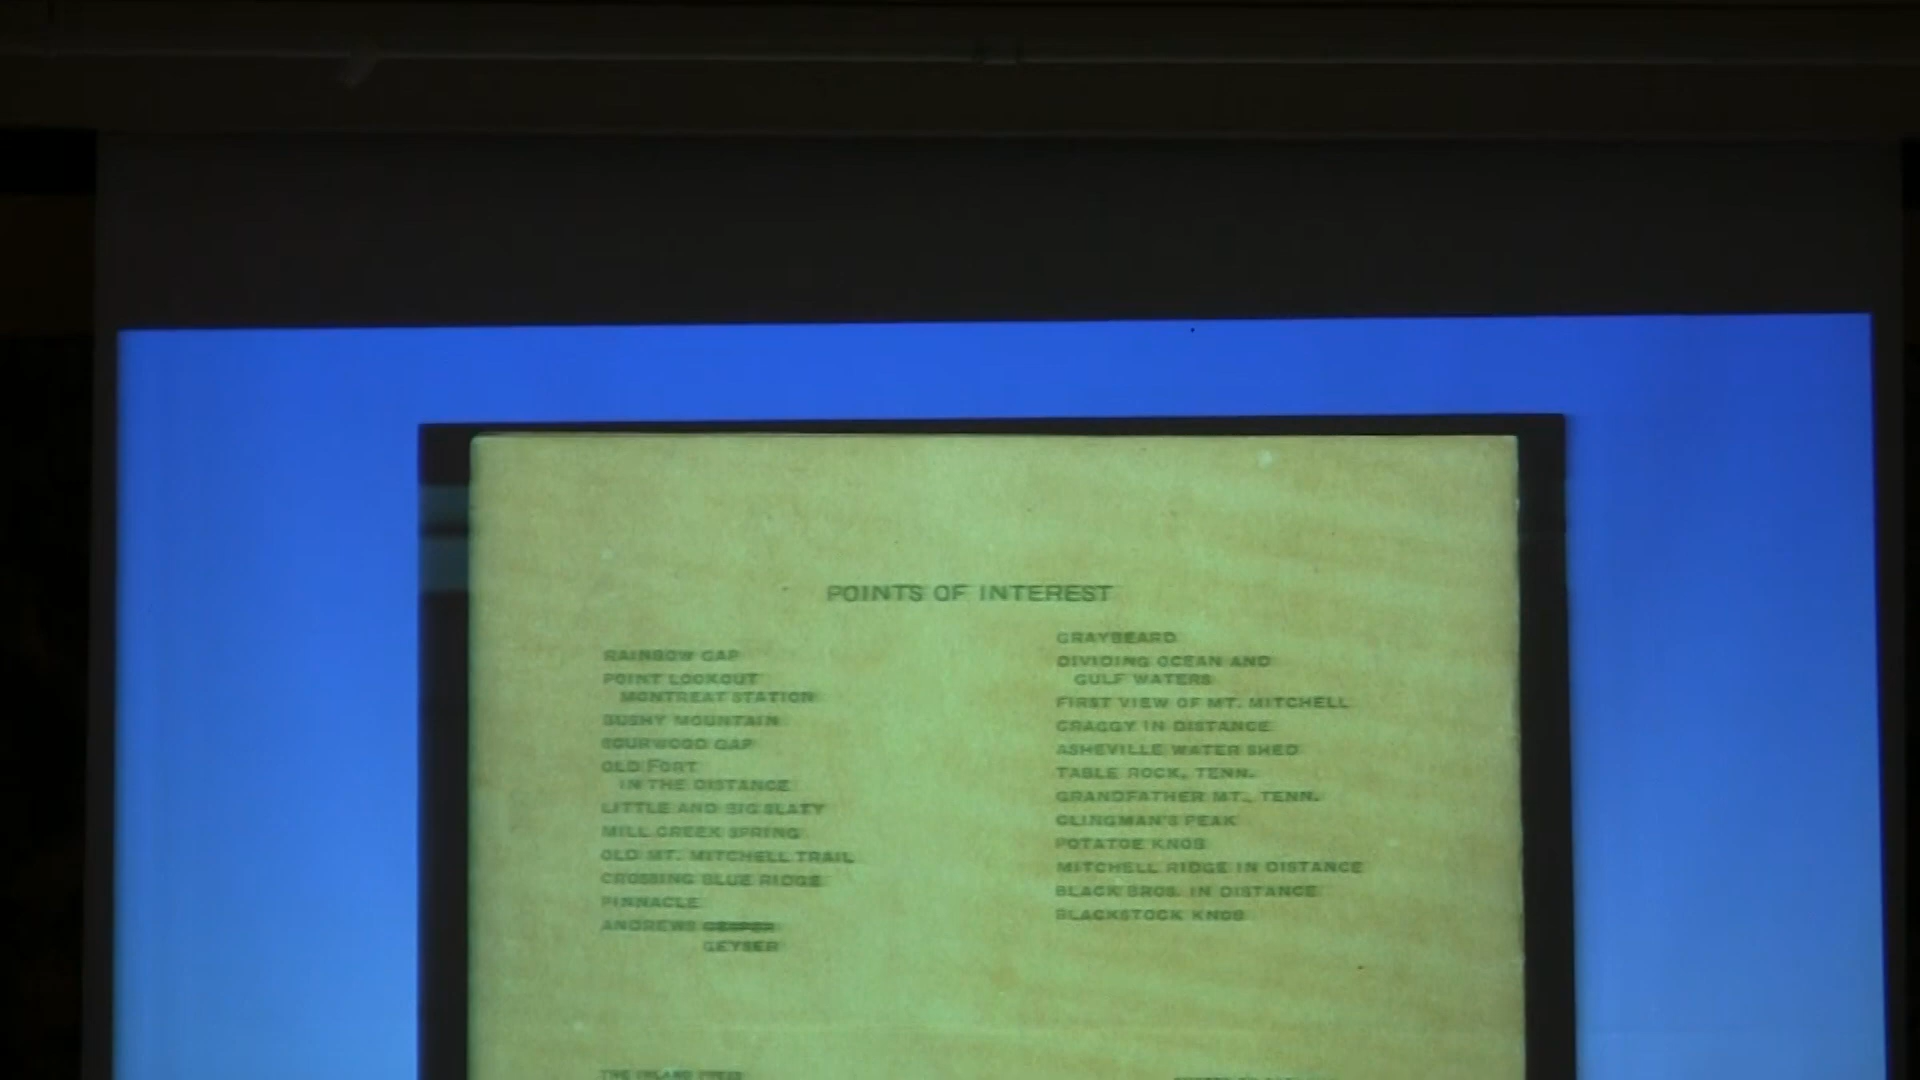 POINTS OF INTEREST
RAINBOW GAP
POINT LOOKOUT
MONTREAT STATION
BUSHY MOUNTAIN
SOURWOOD GAP
OLD FORT
IN THE DISTANCE
LITTLE AND BIG SLATY
MILL CREEK SPRING
OLD MT. MITCHELL TRAIL
CROSSING BLUE RIDGE
PINNACLE
ANDREWS
GEYSER
GRAYBEARD
DIVIDING OCEAN AND
GULF WATERS
FIRST VIEW OF MT. MITCHELL
CRAGGY IN DISTANCE
ASHEVILLE WATER SHED
TABLE ROCK, TENN.
GRANDFATHER MT., TENN.
CLINGMAN'S PEAK
POTATOE KNOB
MITCHELL RIDGE IN DISTANCE
BLACK BROS. IN DISTANCE
BLACKSTOCK KNOB
THE INLAND PRESS